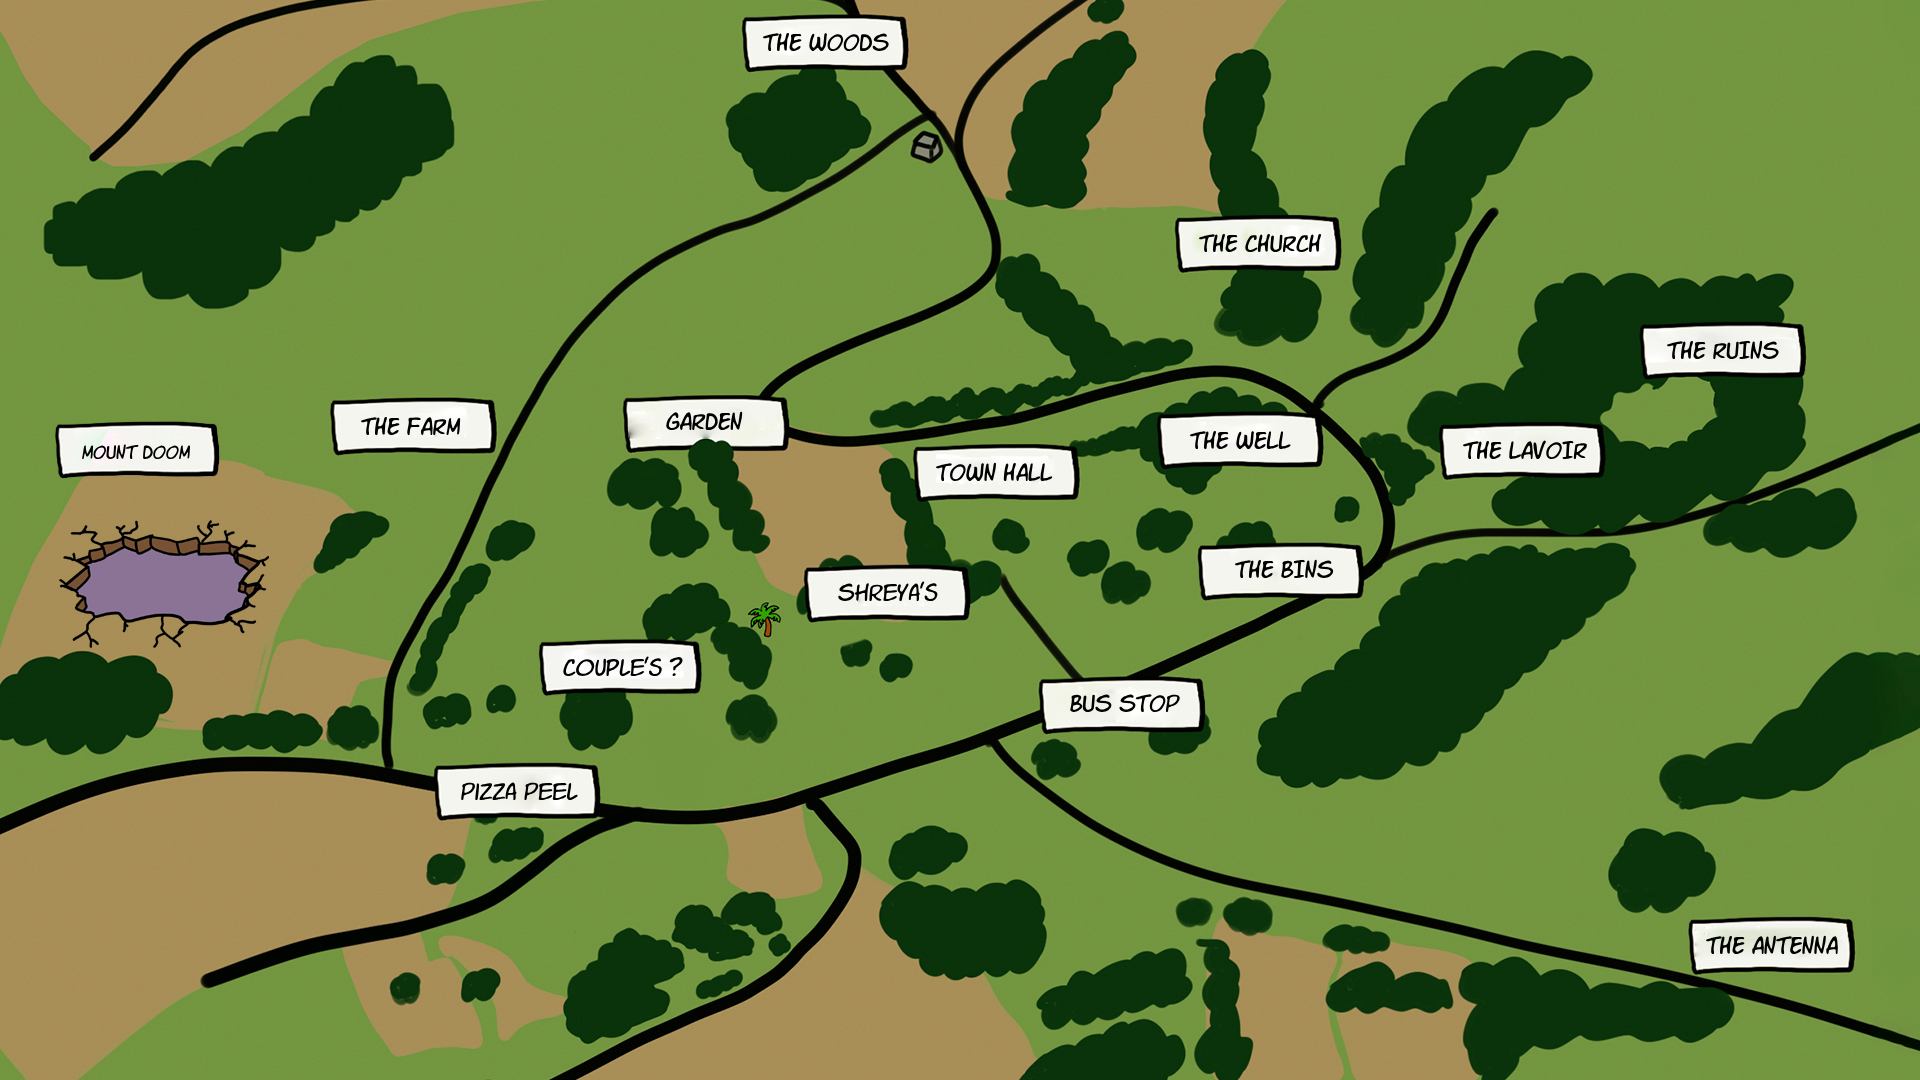 THE WOODS
THE CHURCH
THE RUINS
MOUNT DOOM
THE FARM
GARDEN
TOWN HALL
THE WELL
THE LAVOIR
SHREYA'S
THE BINS
COUPLE'S ?
BUS STOP
PIZZA PEEL
THE ANTENNA